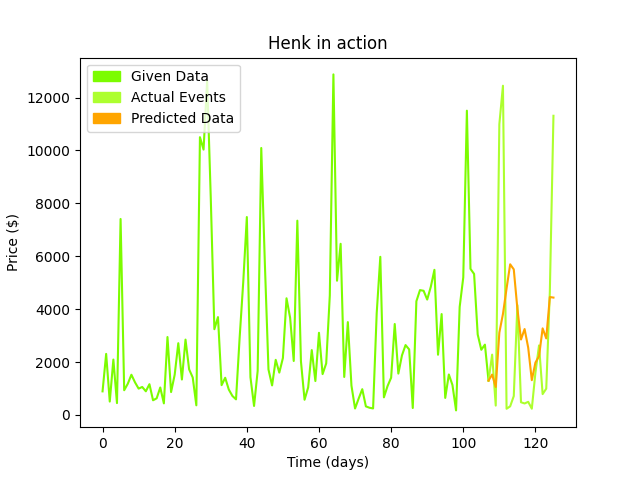 Henk in action
Given Data
Actual Events
Predicted Data
Price ($)
12000
10000
8000
6000
4000
2000
0
0 20 40 60 80 100 120
Time (days)